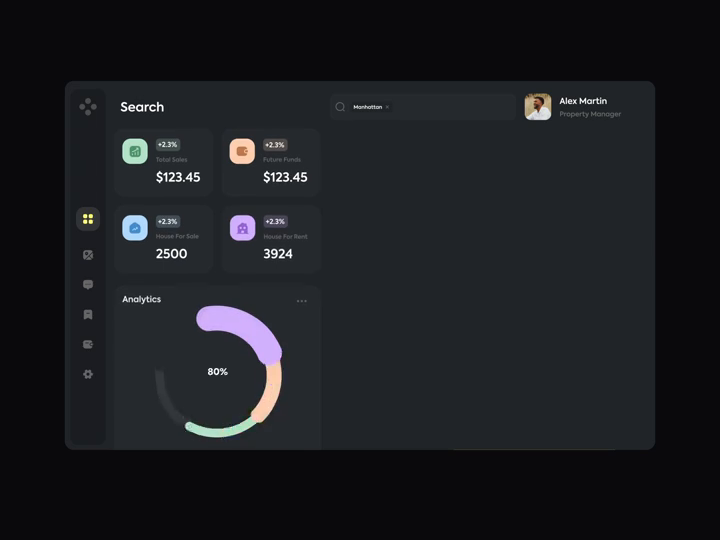 Search
Manhattan ×
Alex Martin
Property Manager
+2.3%
Total Sales
$123.45
+2.3%
Future Funds
$123.45
+2.3%
House For Sale
2500
+2.3%
House For Rent
3924
Analytics
80%